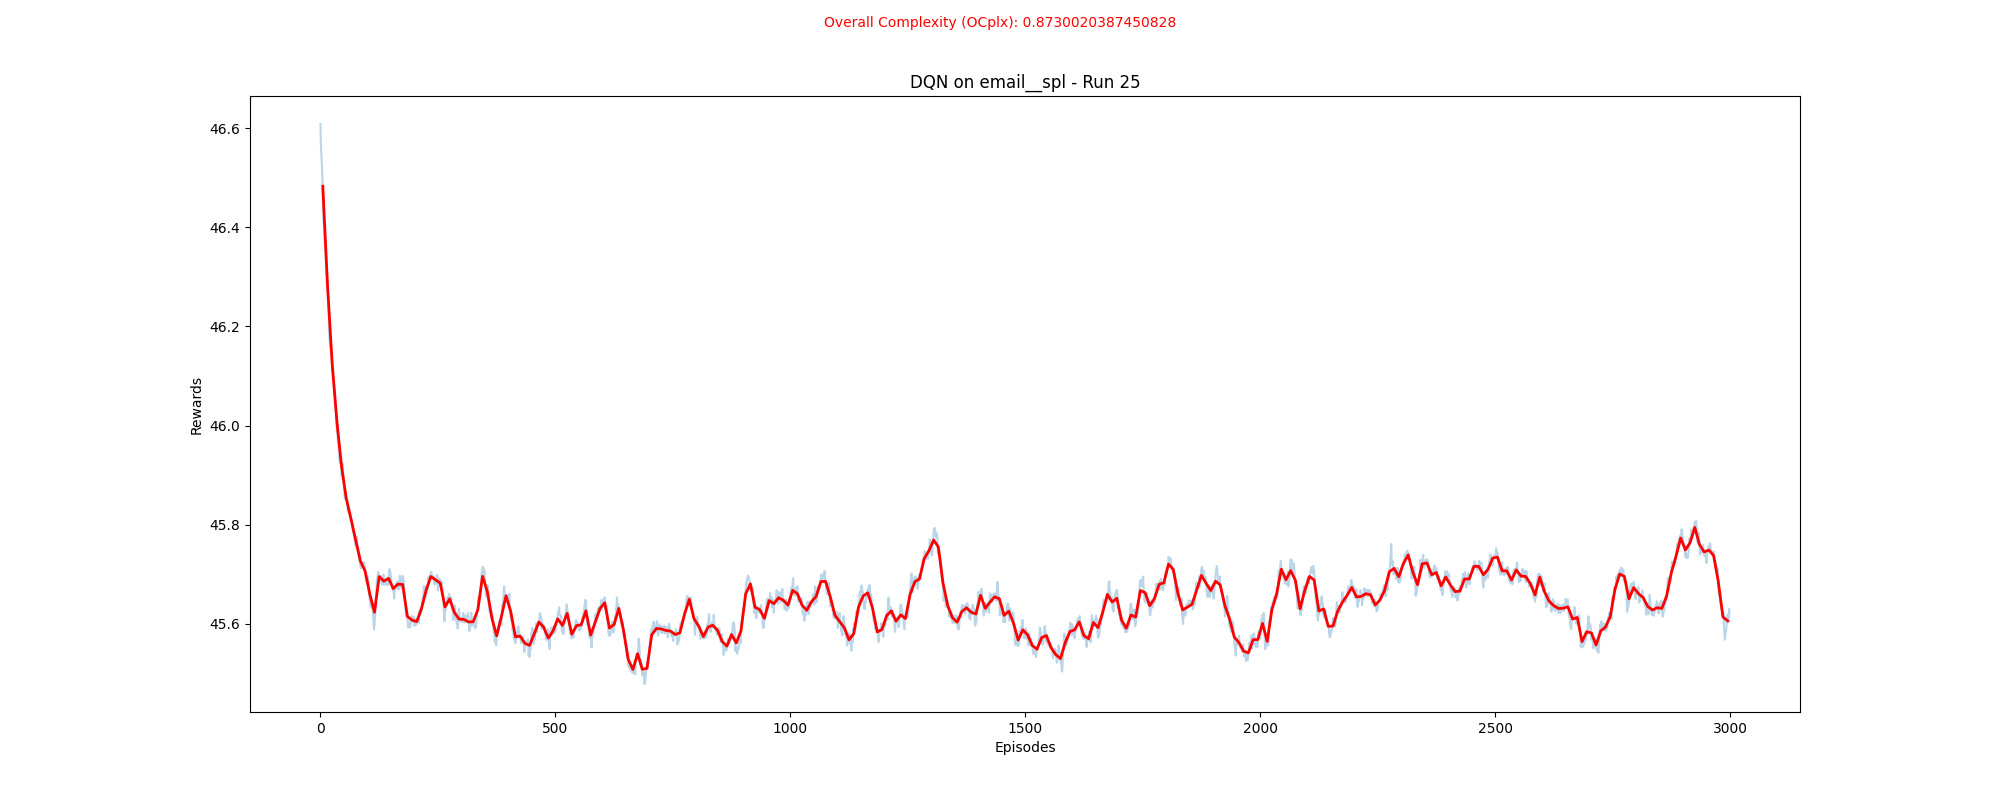 Overall Complexity (OCplx): 0.8730020387450828
DQN on email__spl - Run 25
46.6
46.4
46.2
46.0
45.8
45.6
Rewards
0 500 1000 1500 2000 2500 3000
Episodes